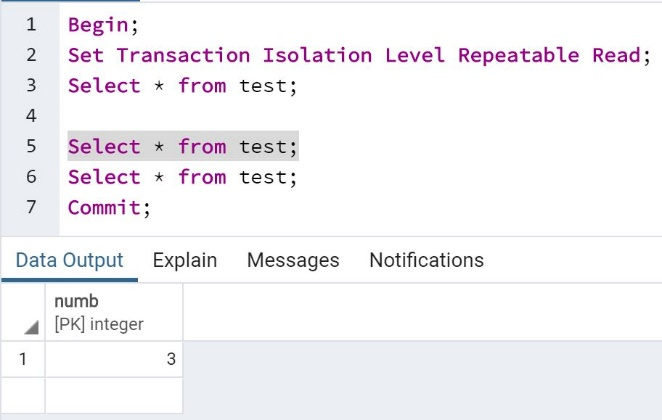 1 Begin;
2 Set Transaction Isolation Level Repeatable Read;
3 Select * from test;
4
5 Select * from test;
6 Select * from test;
7 Commit;
Data Output Explain Messages Notifications
numb
[PK] integer
1 3